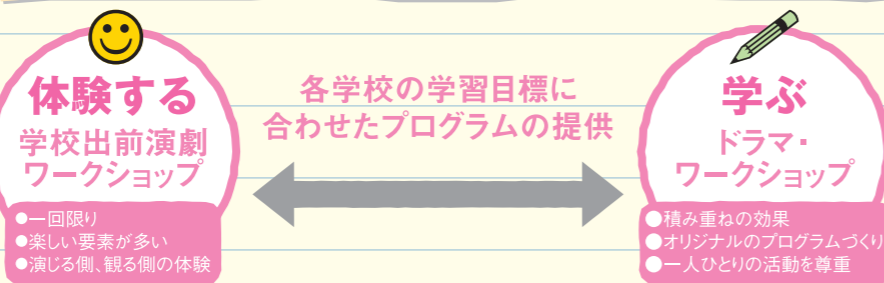 体験する
学校出前演劇
ワークショップ
●一回限り
●楽しい要素が多い
●演じる側、観る側の体験
各学校の学習目標に
合わせたプログラムの提供
学ぶ
ドラマ・
ワークショップ
●積み重ねの効果
●オリジナルのプログラムづくり
●一人ひとりの活動を尊重